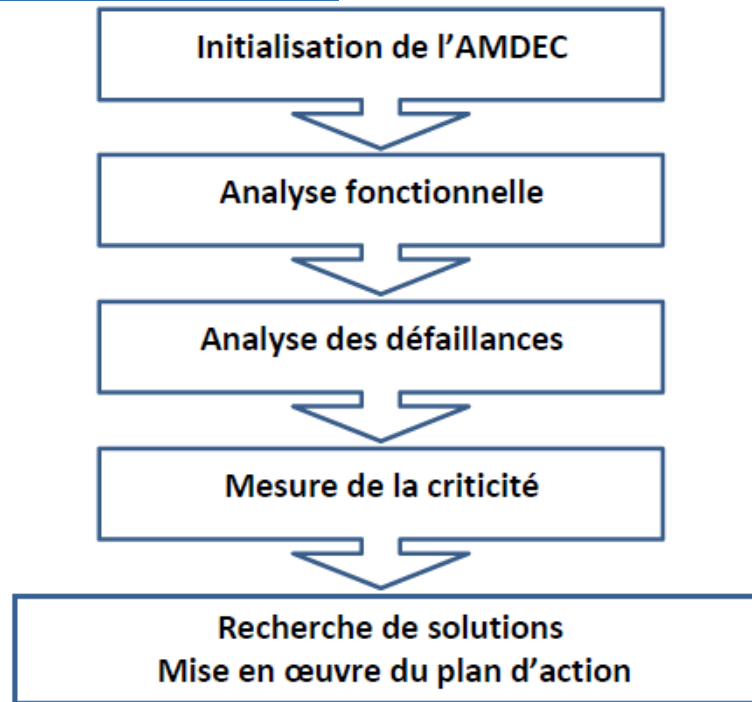 Initialisation de l’AMDEC
Analyse fonctionnelle
Analyse des défaillances
Mesure de la criticité
Recherche de solutions
Mise en œuvre du plan d’action